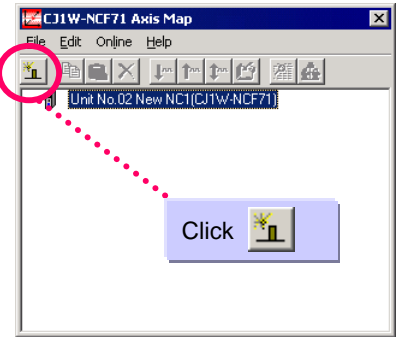 CJ1W-NCF71 Axis Map
File Edit Online Help
Unit No.02 New NC1(CJ1W-NCF71)
Click